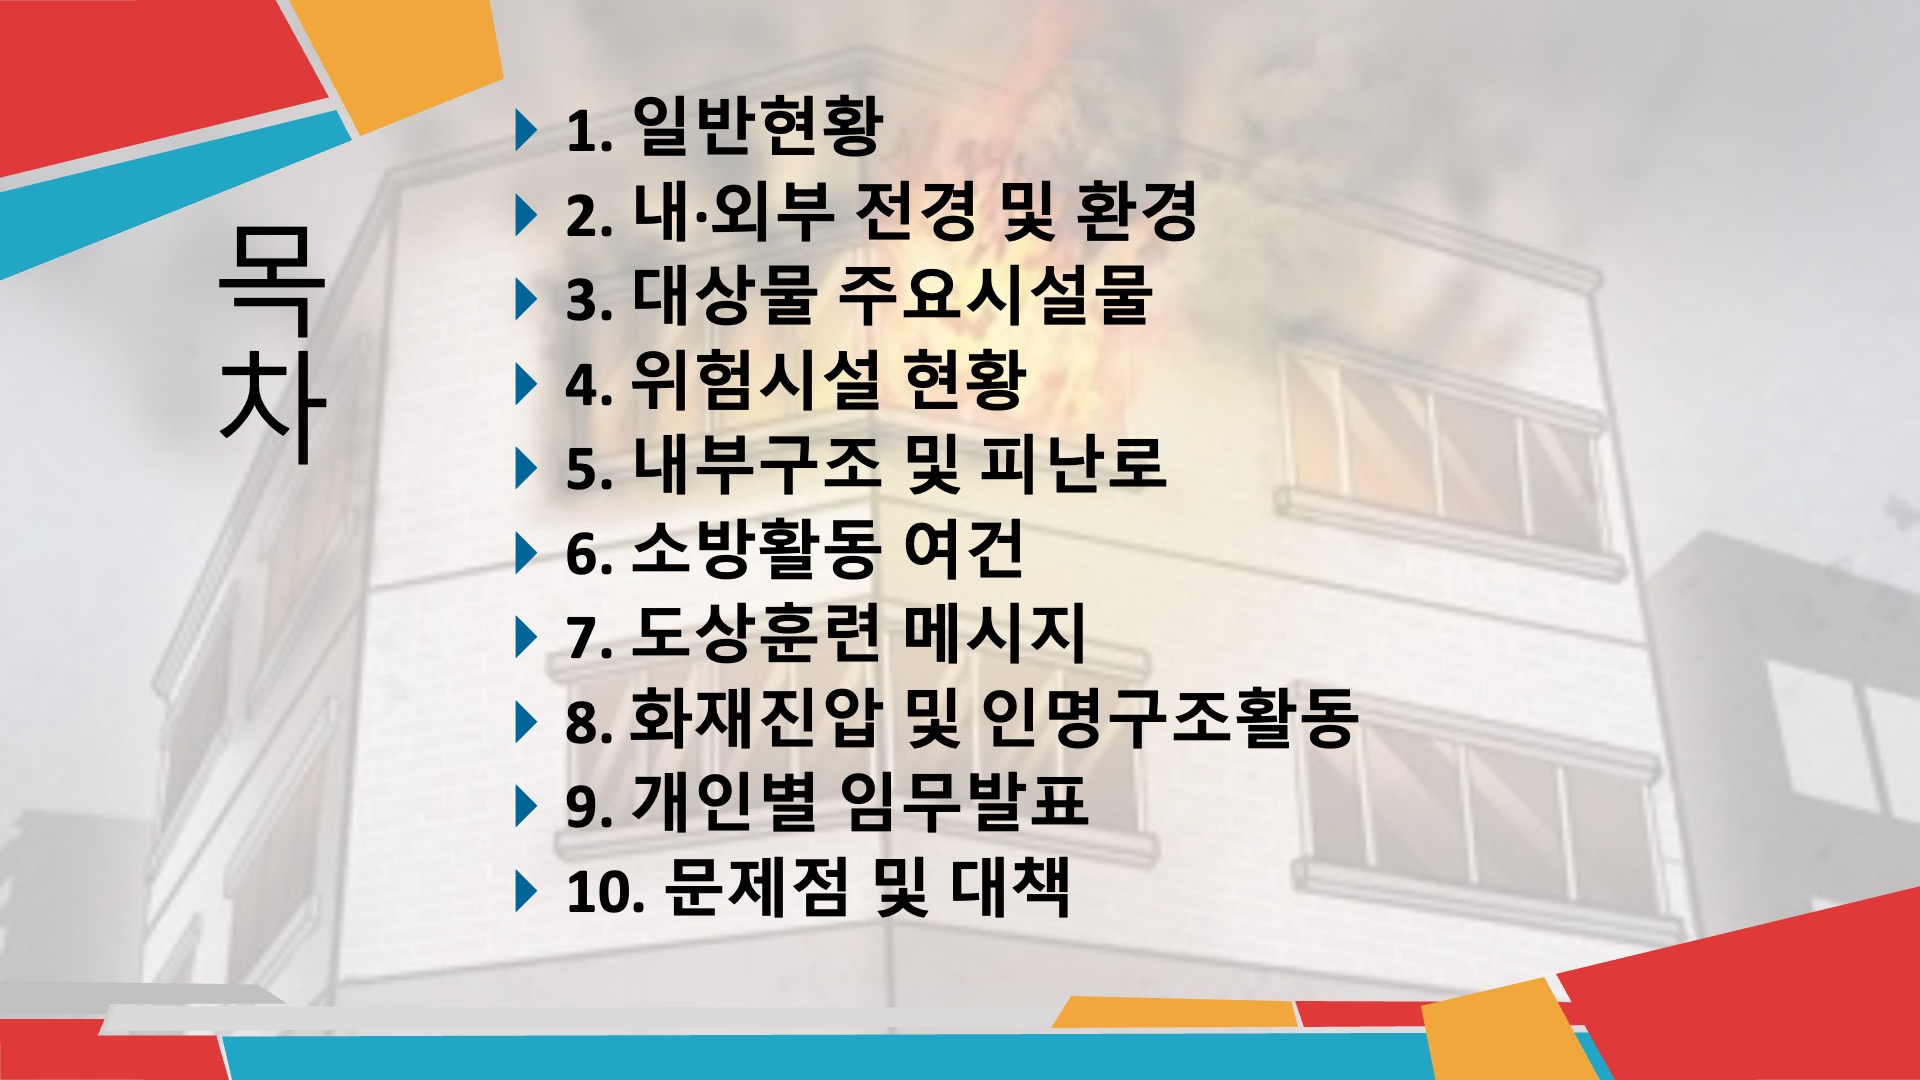 목
차
1. 일반현황
2. 내·외부 전경 및 환경
3. 대상물 주요시설물
4. 위험시설 현황
5. 내부구조 및 피난로
6. 소방활동 여건
7. 도상훈련 메시지
8. 화재진압 및 인명구조활동
9. 개인별 임무발표
10. 문제점 및 대책